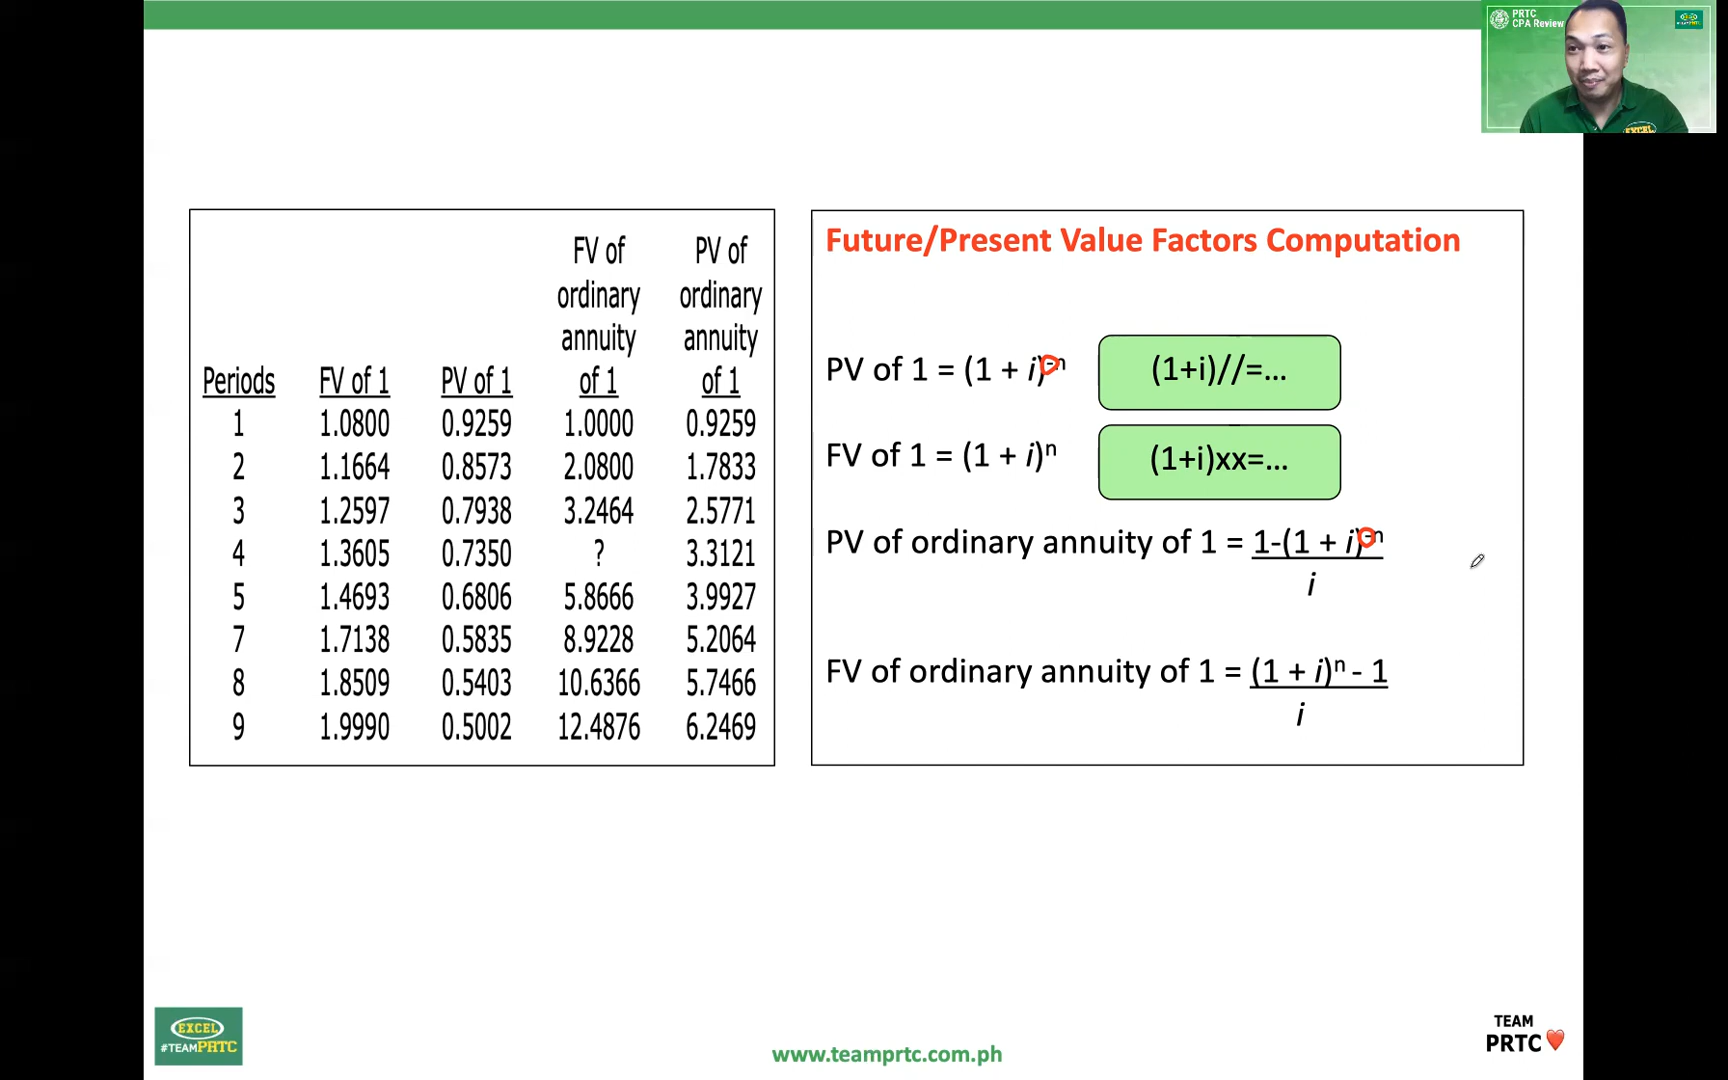 PRTC
CPA Review
EXCEL
FV of PV of
ordinary ordinary
annuity annuity
Periods FV of 1 PV of 1 of 1 of 1
1 1.0800 0.9259 1.0000 0.9259
2 1.1664 0.8573 2.0800 1.7833
3 1.2597 0.7938 3.2464 2.5771
4 1.3605 0.7350 ? 3.3121
5 1.4693 0.6806 5.8666 3.9927
7 1.7138 0.5835 8.9228 5.2064
8 1.8509 0.5403 10.6366 5.7466
9 1.9990 0.5002 12.4876 6.2469
Future/Present Value Factors Computation
PV of 1 = (1 + i)⁻ⁿ (1+i)//=...
FV of 1 = (1 + i)ⁿ (1+i)xx=...
PV of ordinary annuity of 1 = 1-(1 + i)⁻ⁿ
i
FV of ordinary annuity of 1 = (1 + i)ⁿ - 1
i
EXCEL
#TEAMPRTC
www.teamprtc.com.ph
TEAM
PRTC